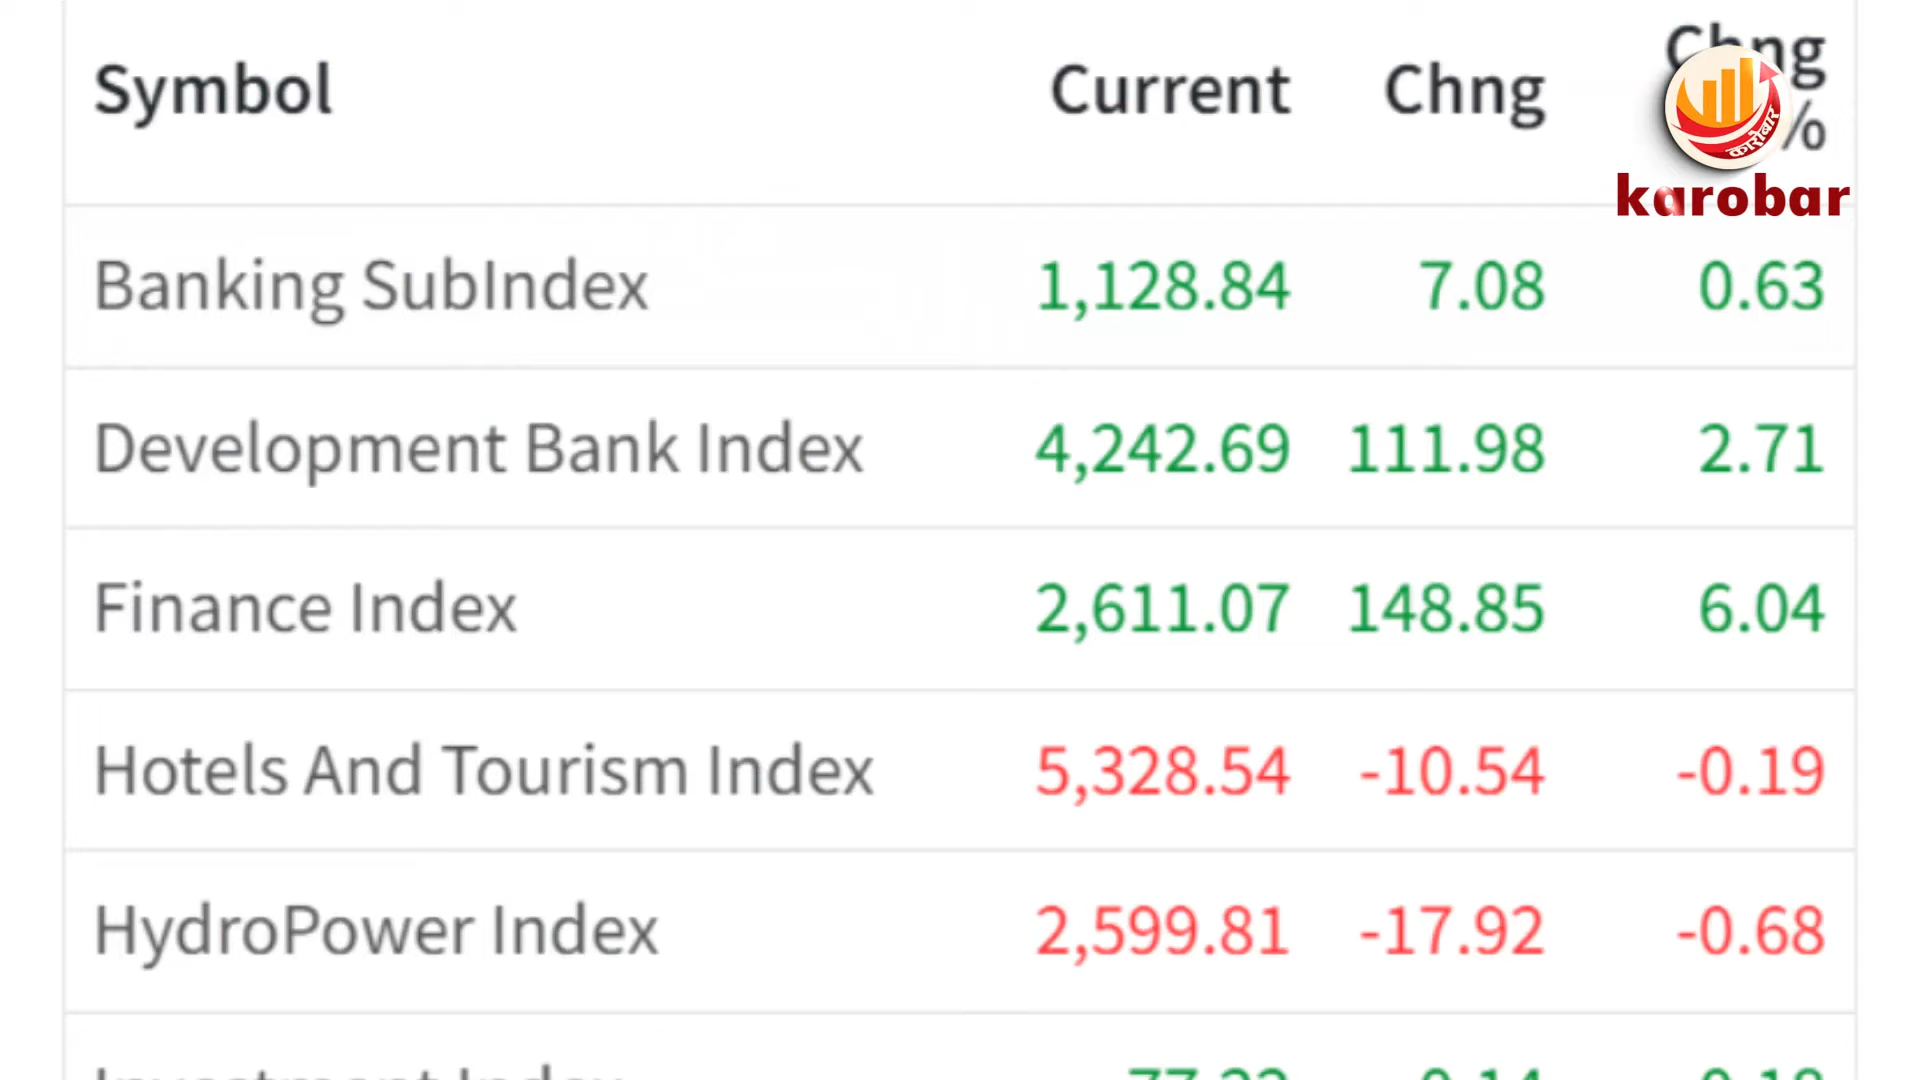 Symbol Current Chng Chng %
कारोबार
karobar
Banking SubIndex 1,128.84 7.08 0.63
Development Bank Index 4,242.69 111.98 2.71
Finance Index 2,611.07 148.85 6.04
Hotels And Tourism Index 5,328.54 -10.54 -0.19
HydroPower Index 2,599.81 -17.92 -0.68
Investment Index